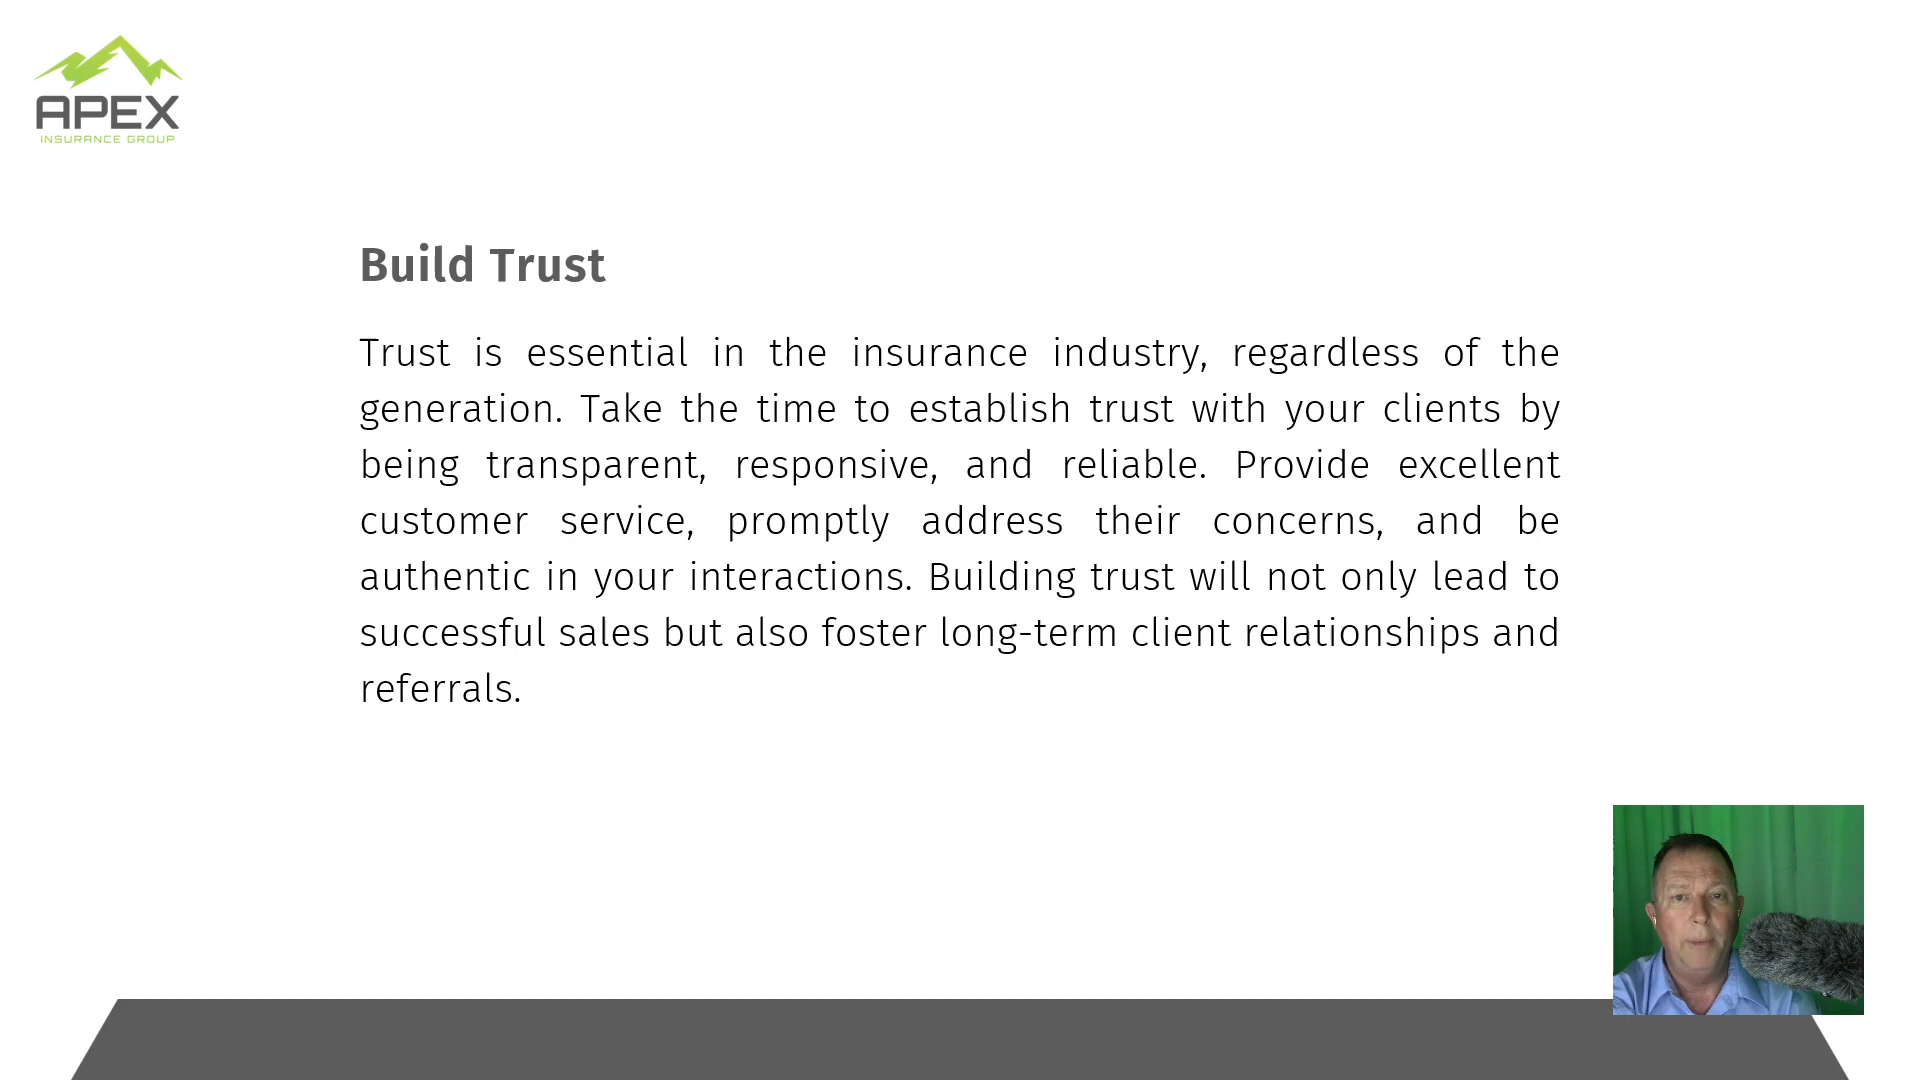 APEX
INSURANCE GROUP
Build Trust
Trust is essential in the insurance industry, regardless of the
generation. Take the time to establish trust with your clients by
being transparent, responsive, and reliable. Provide excellent
customer service, promptly address their concerns, and be
authentic in your interactions. Building trust will not only lead to
successful sales but also foster long-term client relationships and
referrals.